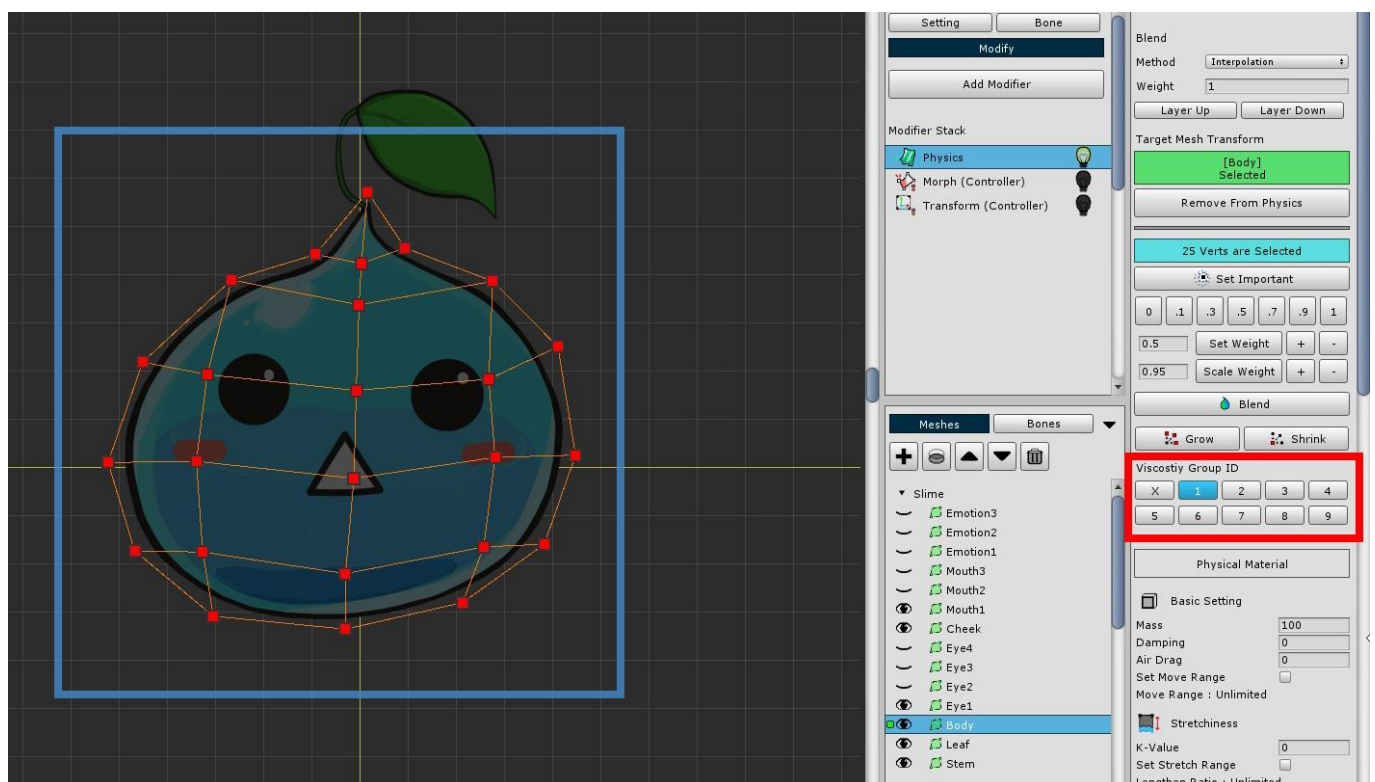 Setting Bone
Modify
Add Modifier
Modifier Stack
Physics
Morph (Controller)
Transform (Controller)
Meshes Bones
Slime
Emotion3
Emotion2
Emotion1
Mouth3
Mouth2
Mouth1
Cheek
Eye4
Eye3
Eye2
Eye1
Body
Leaf
Stem
Blend
Method Interpolation
Weight 1
Layer Up Layer Down
Target Mesh Transform
[Body]
Selected
Remove From Physics
25 Verts are Selected
Set Important
0 .1 .3 .5 .7 .9 1
0.5 Set Weight + -
0.95 Scale Weight + -
Blend
Grow Shrink
Viscostiy Group ID
X 1 2 3 4
5 6 7 8 9
Physical Material
Basic Setting
Mass 100
Damping 0
Air Drag 0
Set Move Range
Move Range : Unlimited
Stretchiness
K-Value 0
Set Stretch Range
Lengthen Ratio : Unlimited